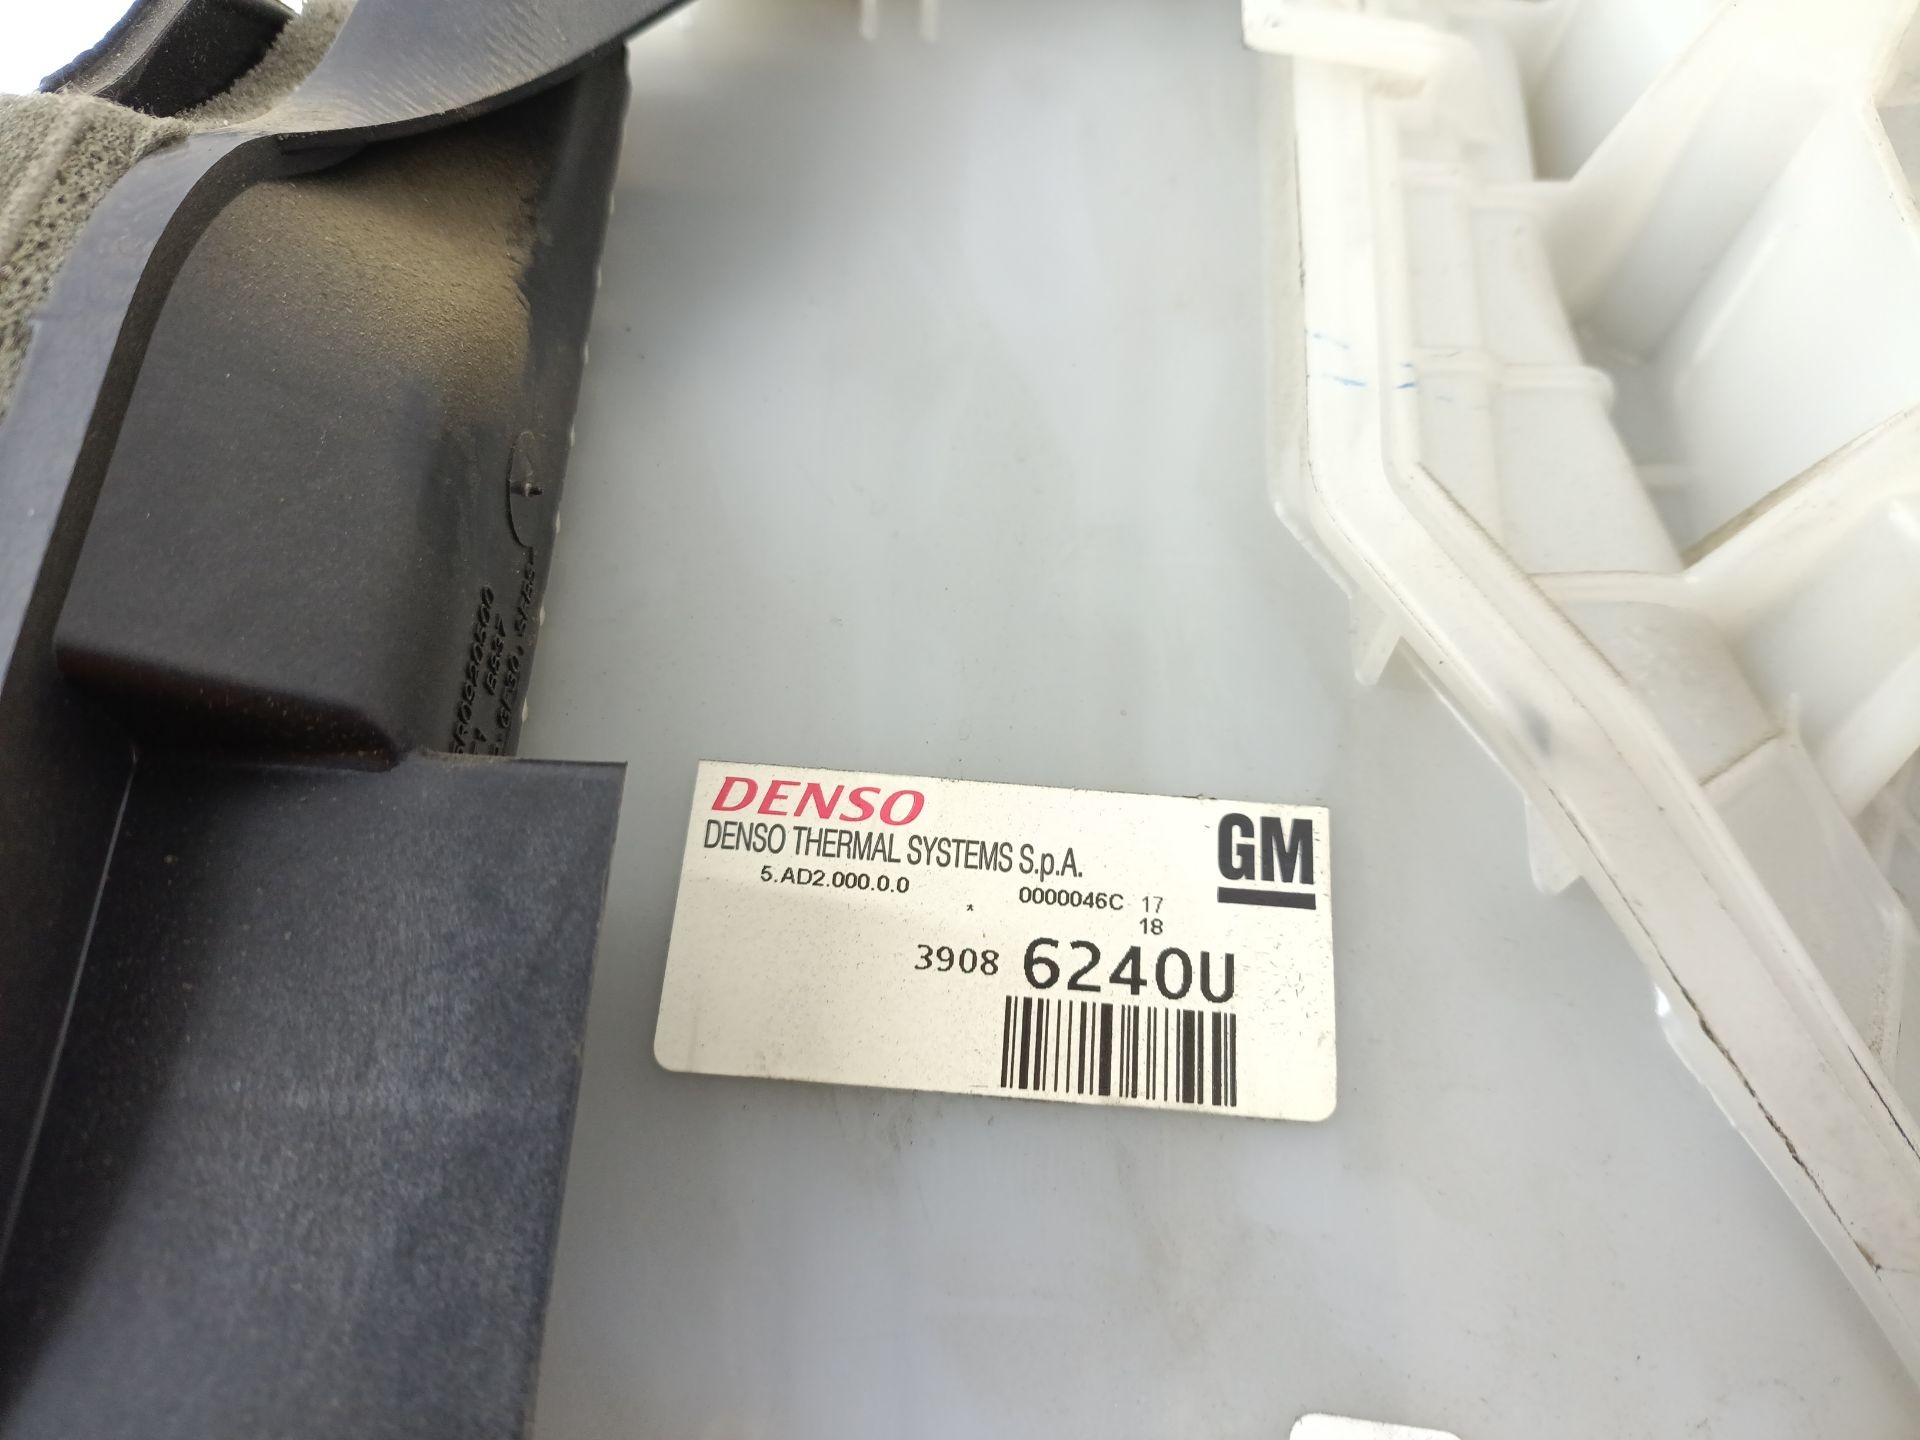 DENSO
DENSO THERMAL SYSTEMS S.p.A.
GM
5.AD2.000.0.0
*
0000046C 17
18
3908 6240U